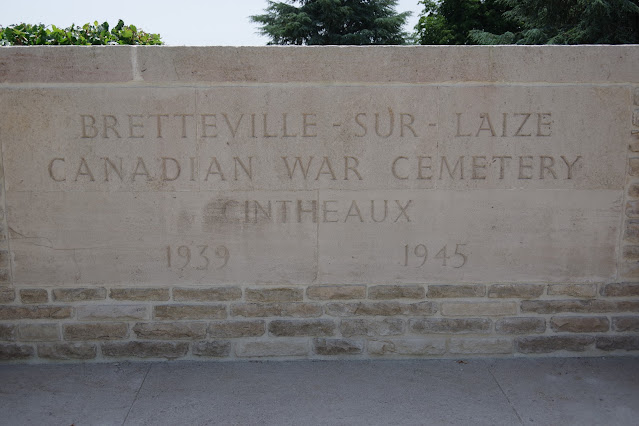 BRETTEVILLE-SUR-LAIZE
CANADIAN WAR CEMETERY
CINTHEAUX
1939 1945